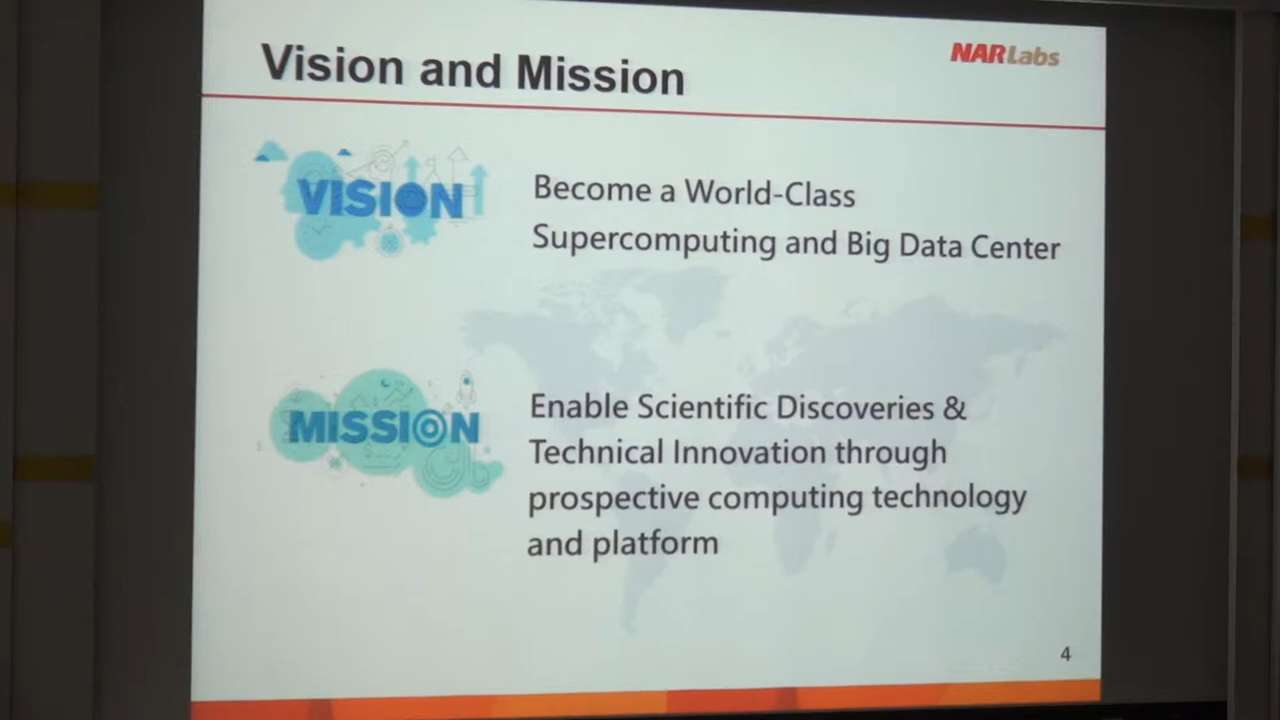 Vision and Mission
NARLabs
VISION
Become a World-Class
Supercomputing and Big Data Center
MISSION
Enable Scientific Discoveries &
Technical Innovation through
prospective computing technology
and platform
4